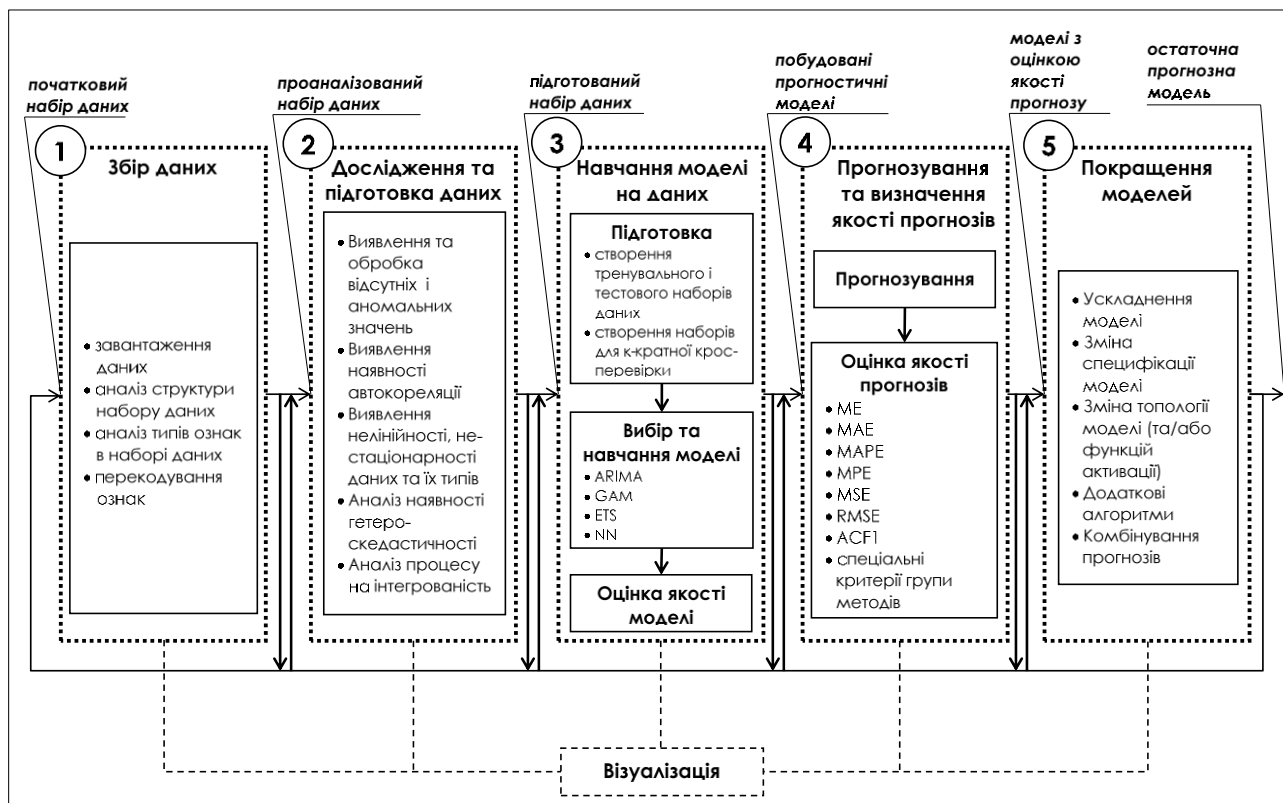 початковий
набір даних
проаналізований
набір даних
підготований
набір даних
побудовані
прогностичні
моделі
моделі з
оцінкою
якості
прогнозу
остаточна
прогнозна
модель
1
Збір даних
• завантаження
даних
• аналіз структури
набору даних
• аналіз типів ознак
в наборі даних
• перекодування
ознак
2
Дослідження та
підготовка даних
• Виявлення та
обробка
відсутніх і
аномальних
значень
• Виявлення
наявності
автокореляції
• Виявлення
нелінійності, не-
стаціонарності
даних та їх типів
• Аналіз наявності
гетеро-
скедастичності
• Аналіз процесу
на інтегрованість
3
Навчання моделі
на даних
Підготовка
• створення
тренувального і
тестового наборів
даних
• створення наборів
для к-кратної крос-
перевірки
Вибір та
навчання моделі
• ARIMA
• GAM
• ETS
• NN
Оцінка якості
моделі
4
Прогнозування
та визначення
якості прогнозів
Прогнозування
Оцінка якості
прогнозів
• ME
• MAE
• MAPE
• MPE
• MSE
• RMSE
• ACF1
• спеціальні
критерії групи
методів
5
Покращення
моделей
• Ускладнення
моделі
• Зміна
специфікації
моделі
• Зміна топології
моделі (та/або
функцій
активації)
• Додаткові
алгоритми
• Комбінування
прогнозів
Візуалізація